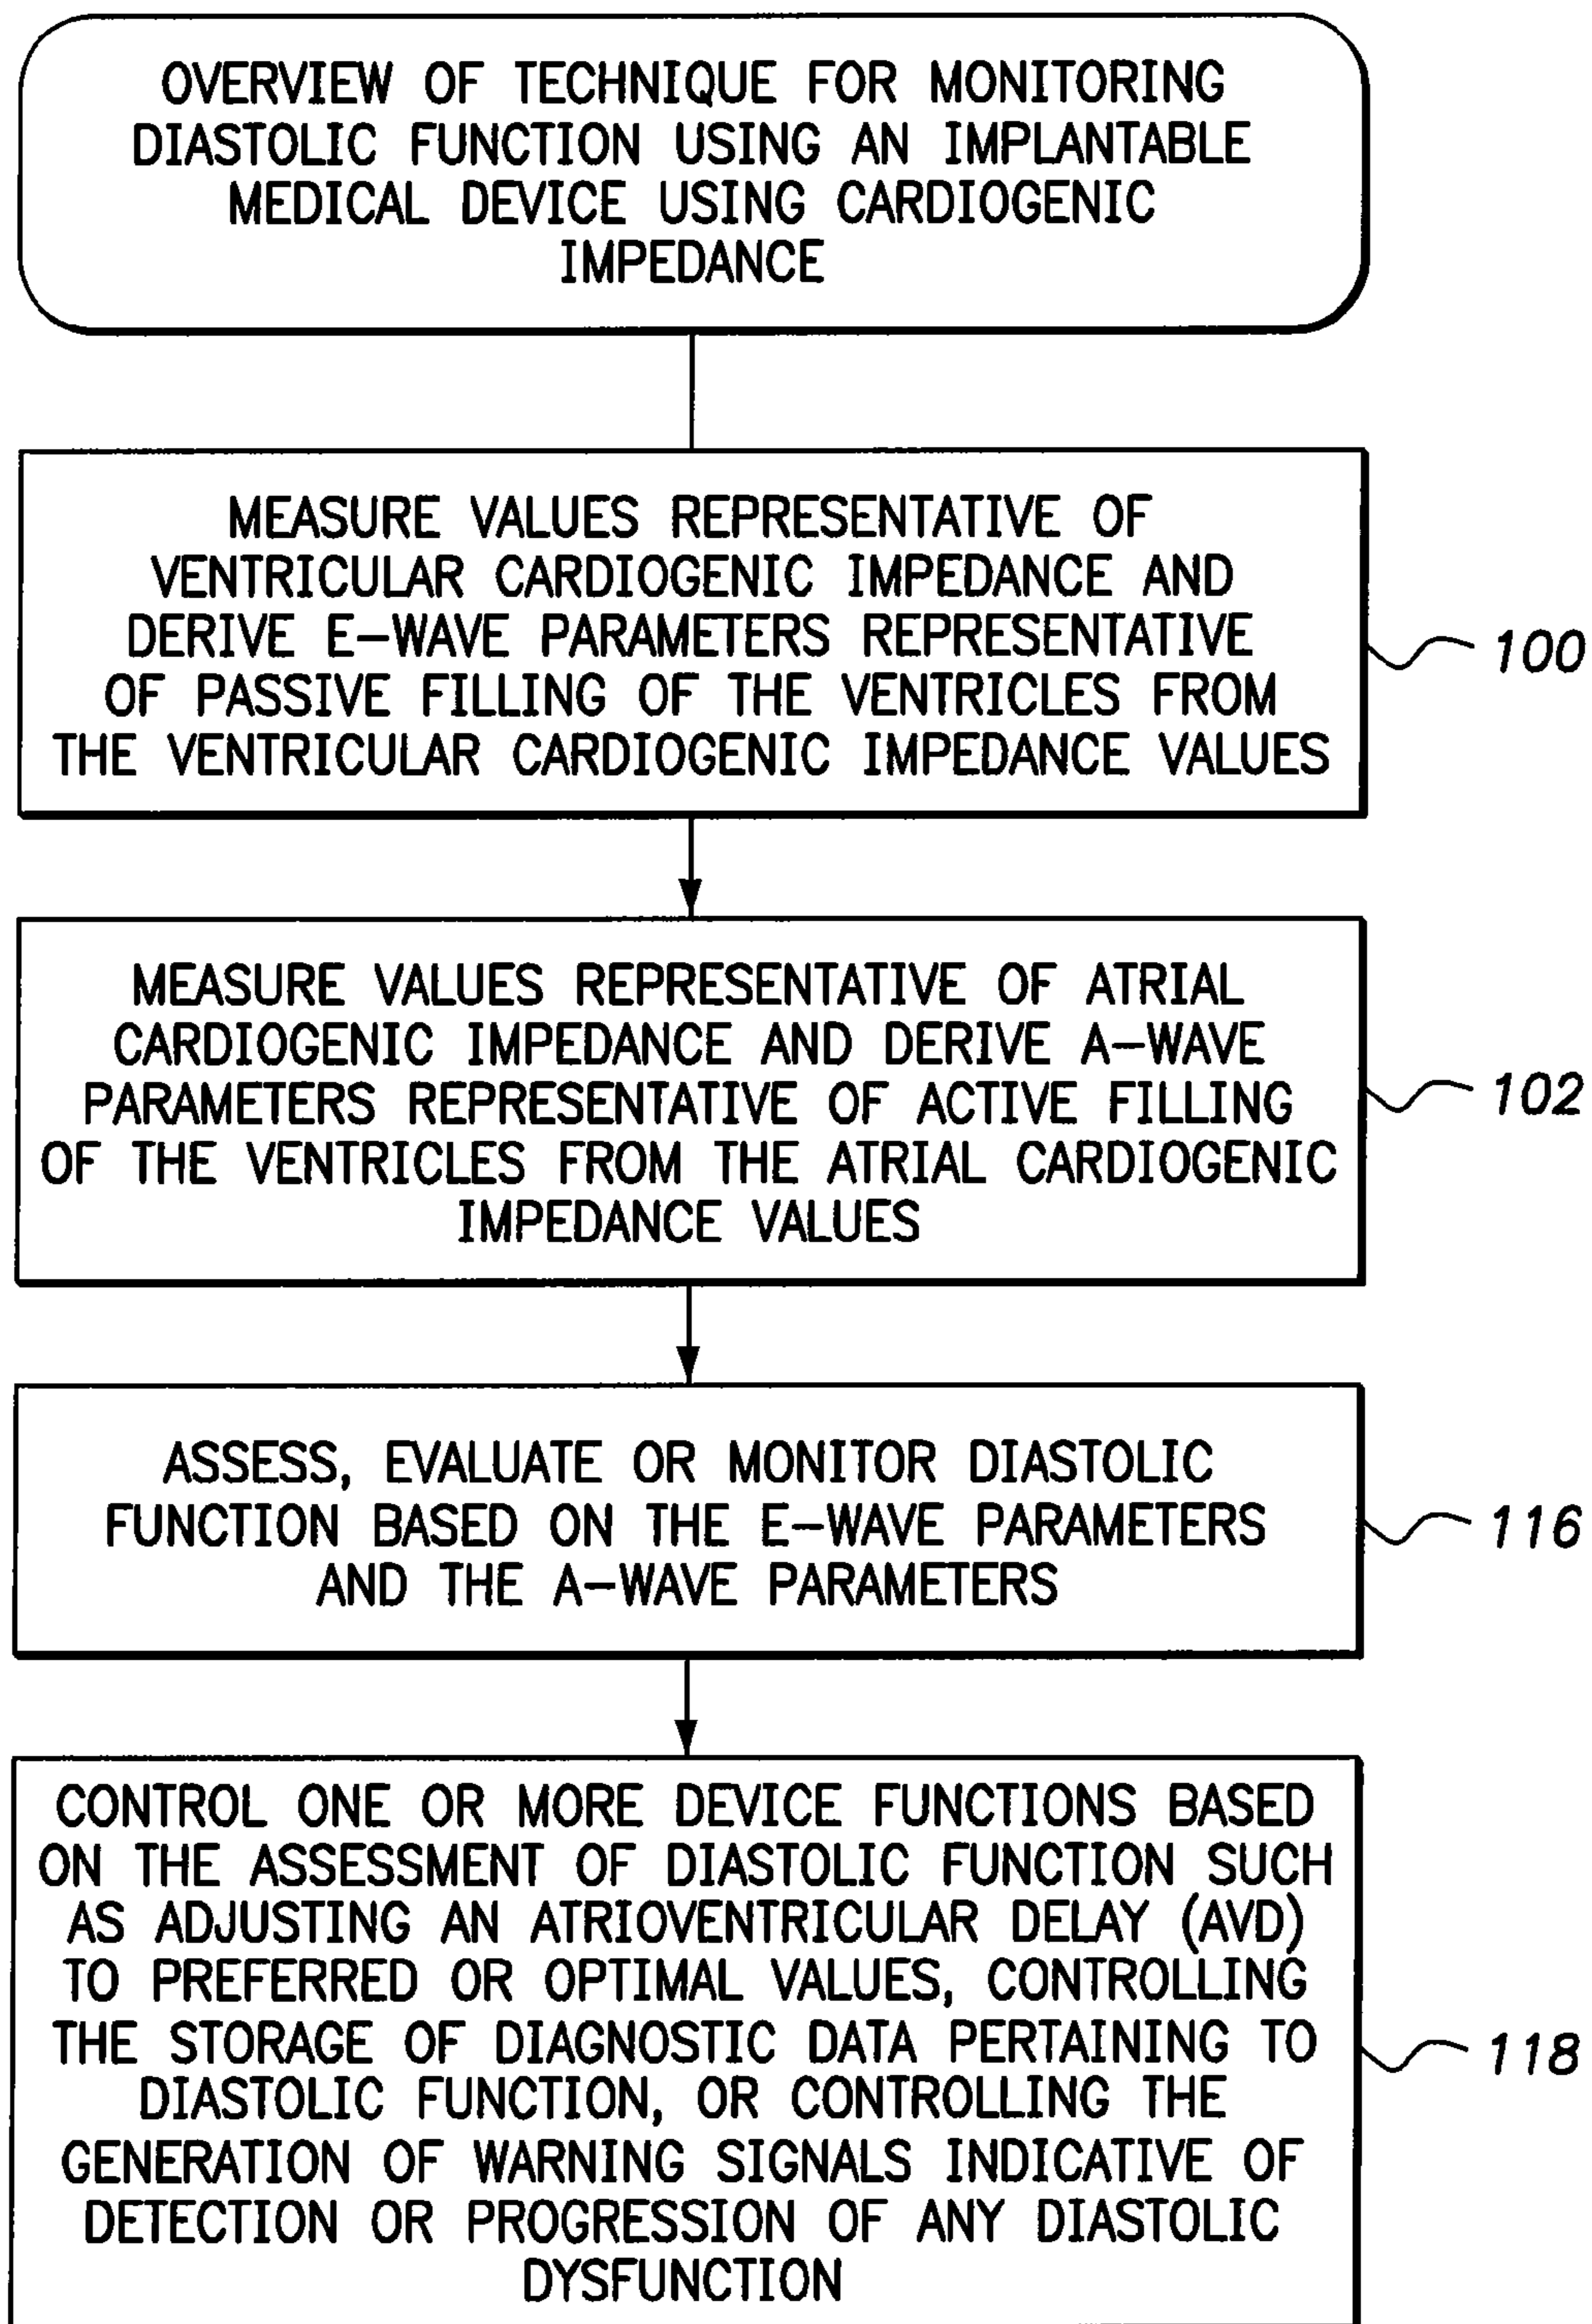 OVERVIEW OF TECHNIQUE FOR MONITORING
DIASTOLIC FUNCTION USING AN IMPLANTABLE
MEDICAL DEVICE USING CARDIOGENIC
IMPEDANCE
MEASURE VALUES REPRESENTATIVE OF
VENTRICULAR CARDIOGENIC IMPEDANCE AND
DERIVE E-WAVE PARAMETERS REPRESENTATIVE
OF PASSIVE FILLING OF THE VENTRICLES FROM
THE VENTRICULAR CARDIOGENIC IMPEDANCE VALUES
100
MEASURE VALUES REPRESENTATIVE OF ATRIAL
CARDIOGENIC IMPEDANCE AND DERIVE A-WAVE
PARAMETERS REPRESENTATIVE OF ACTIVE FILLING
OF THE VENTRICLES FROM THE ATRIAL CARDIOGENIC
IMPEDANCE VALUES
102
ASSESS, EVALUATE OR MONITOR DIASTOLIC
FUNCTION BASED ON THE E-WAVE PARAMETERS
AND THE A-WAVE PARAMETERS
116
CONTROL ONE OR MORE DEVICE FUNCTIONS BASED
ON THE ASSESSMENT OF DIASTOLIC FUNCTION SUCH
AS ADJUSTING AN ATRIOVENTRICULAR DELAY (AVD)
TO PREFERRED OR OPTIMAL VALUES, CONTROLLING
THE STORAGE OF DIAGNOSTIC DATA PERTAINING TO
DIASTOLIC FUNCTION, OR CONTROLLING THE
GENERATION OF WARNING SIGNALS INDICATIVE OF
DETECTION OR PROGRESSION OF ANY DIASTOLIC
DYSFUNCTION
118